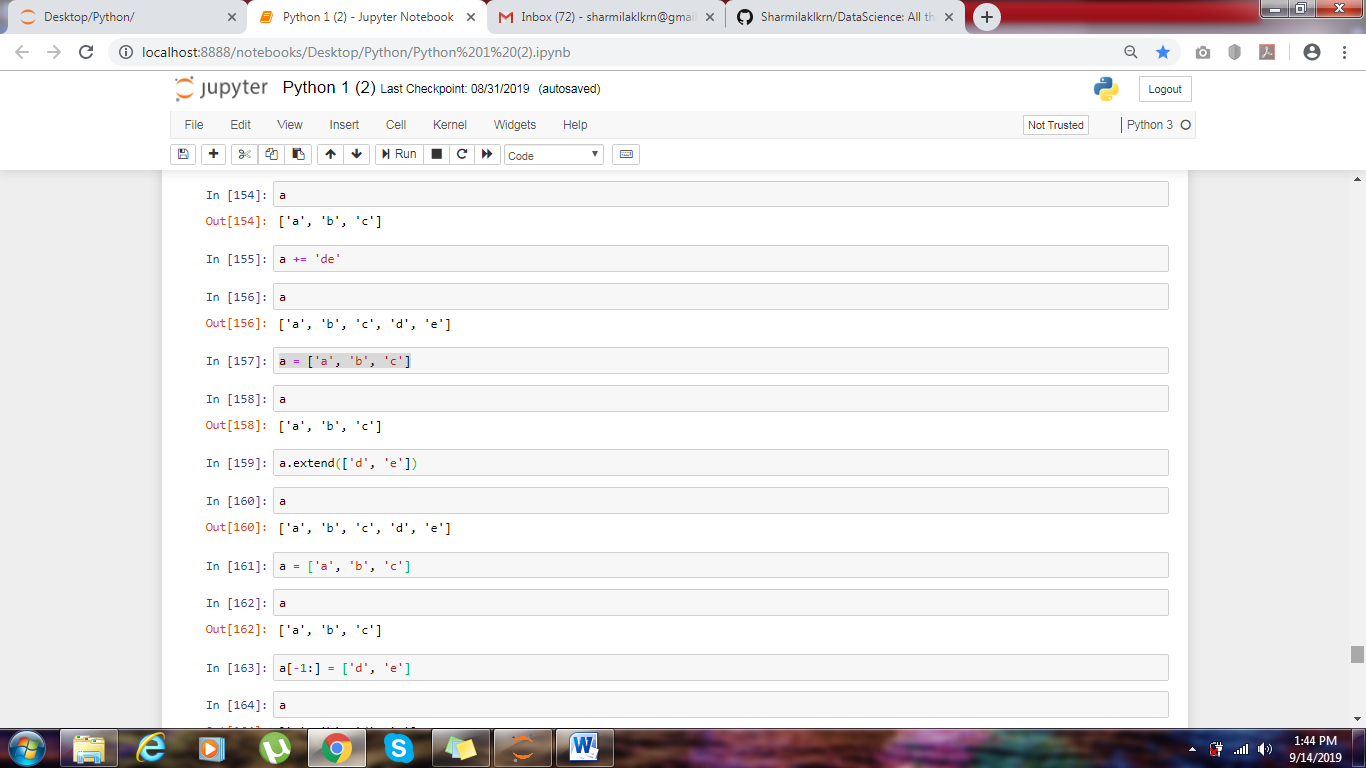 Desktop/Python/
Python 1 (2) - Jupyter Notebook
Inbox (72) - sharmilaklkrn@gmai
Sharmilaklkrn/DataScience: All th
localhost:8888/notebooks/Desktop/Python/Python%201%20(2).ipynb
jupyter Python 1 (2) Last Checkpoint: 08/31/2019 (autosaved)
Logout
File Edit View Insert Cell Kernel Widgets Help
Not Trusted
Python 3
Run
Code
In [154]: a
Out[154]: ['a', 'b', 'c']
In [155]: a += 'de'
In [156]: a
Out[156]: ['a', 'b', 'c', 'd', 'e']
In [157]: a = ['a', 'b', 'c']
In [158]: a
Out[158]: ['a', 'b', 'c']
In [159]: a.extend(['d', 'e'])
In [160]: a
Out[160]: ['a', 'b', 'c', 'd', 'e']
In [161]: a = ['a', 'b', 'c']
In [162]: a
Out[162]: ['a', 'b', 'c']
In [163]: a[-1:] = ['d', 'e']
In [164]: a
1:44 PM
9/14/2019